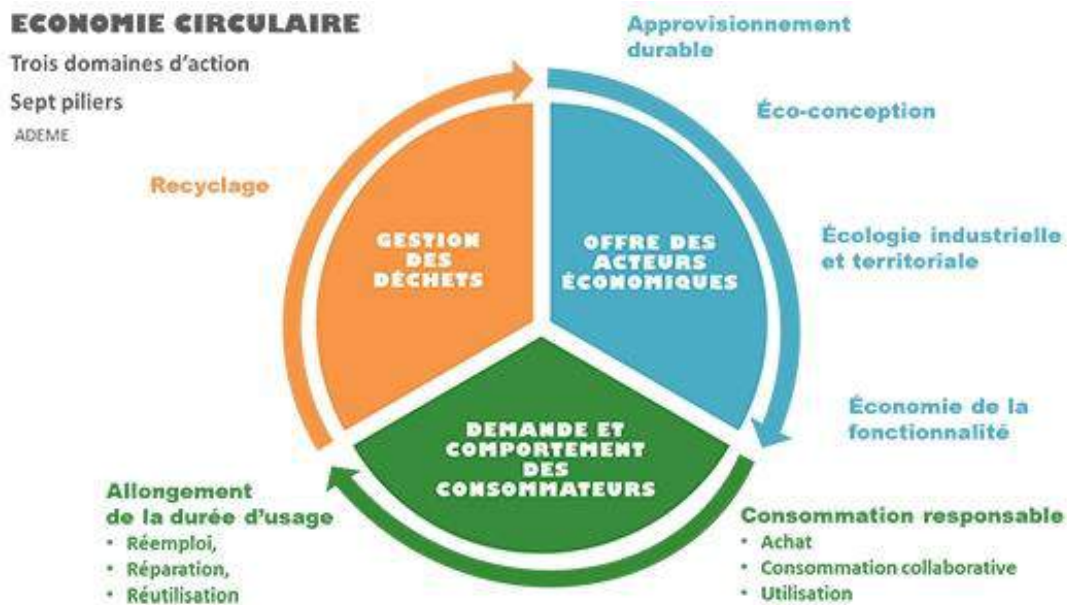 ECONOMIE CIRCULAIRE
Trois domaines d'action
Sept piliers
ADEME
Approvisionnement
durable
Éco-conception
Écologie industrielle
et territoriale
Économie de la
fonctionnalité
OFFRE DES
ACTEURS
ÉCONOMIQUES
Consommation responsable
• Achat
• Consommation collaborative
• Utilisation
DEMANDE ET
COMPORTEMENT
DES
CONSOMMATEURS
Allongement
de la durée d'usage
• Réemploi,
• Réparation,
• Réutilisation
Recyclage
GESTION
DES
DÉCHETS